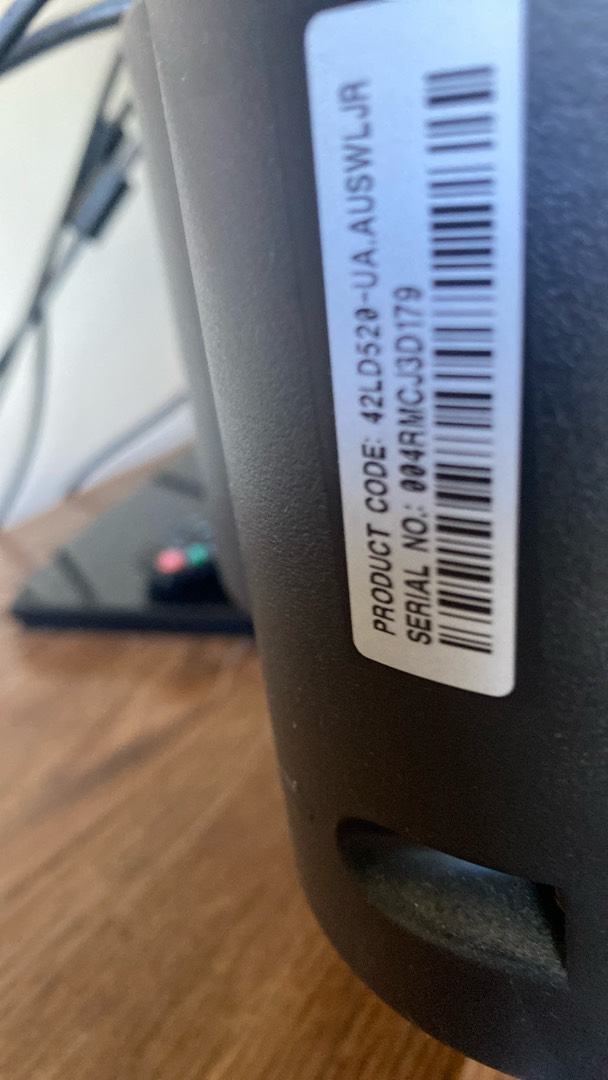 PRODUCT CODE: 42LD520-UA.AUSWLJR
SERIAL NO.: 004RMCJ3D179